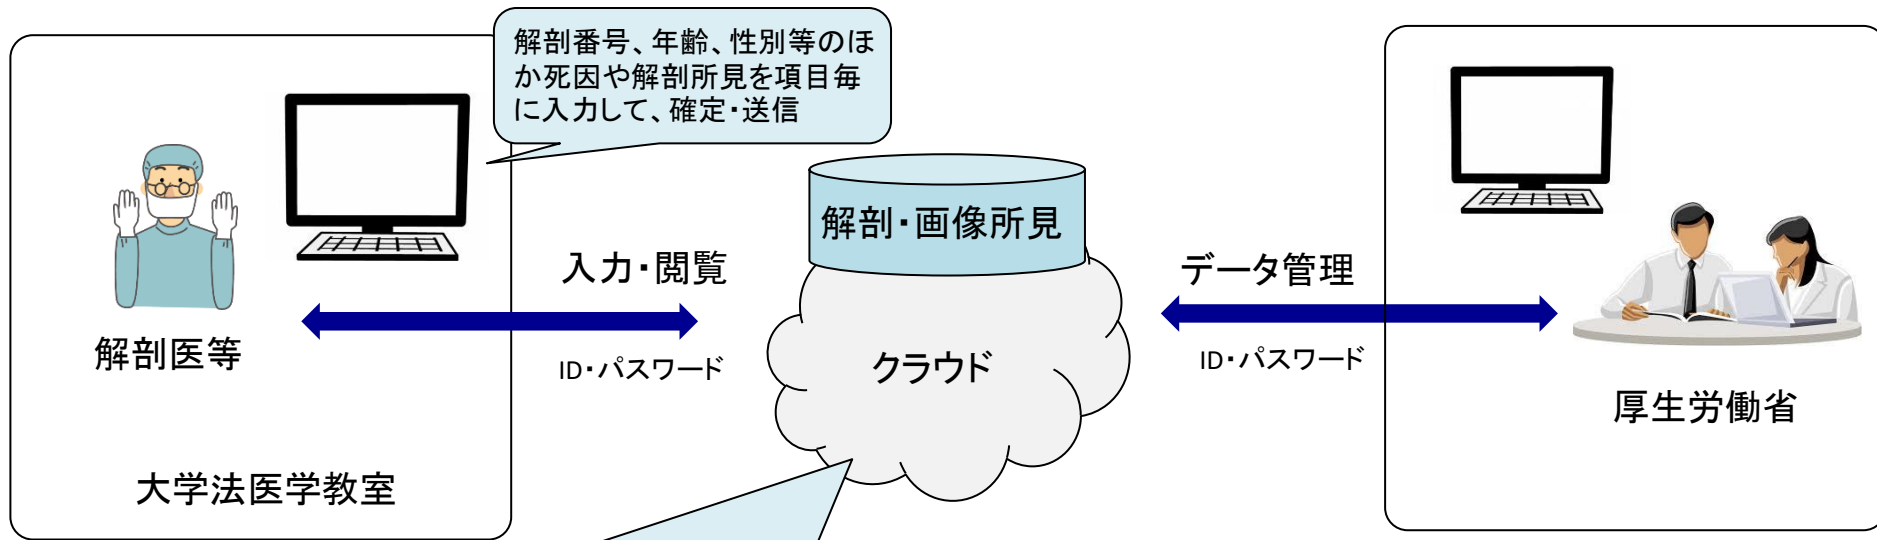 解剖番号、年齢、性別等のほ
か死因や解剖所見を項目毎
に入力して、確定・送信
解剖・画像所見
入力・閲覧
データ管理
解剖医等
ID・パスワード
クラウド
ID・パスワード
厚生労働省
大学法医学教室